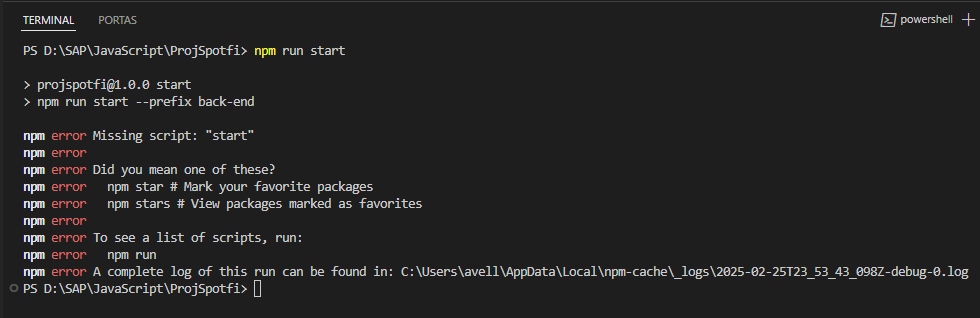 TERMINAL PORTAS powershell
PS D:\SAP\JavaScript\ProjSpotfi> npm run start
> projspotfi@1.0.0 start
> npm run start --prefix back-end
npm error Missing script: "start"
npm error
npm error Did you mean one of these?
npm error   npm star # Mark your favorite packages
npm error   npm stars # View packages marked as favorites
npm error
npm error To see a list of scripts, run:
npm error   npm run
npm error A complete log of this run can be found in: C:\Users\avell\AppData\Local\npm-cache\_logs\2025-02-25T23_53_43_098Z-debug-0.log
PS D:\SAP\JavaScript\ProjSpotfi>